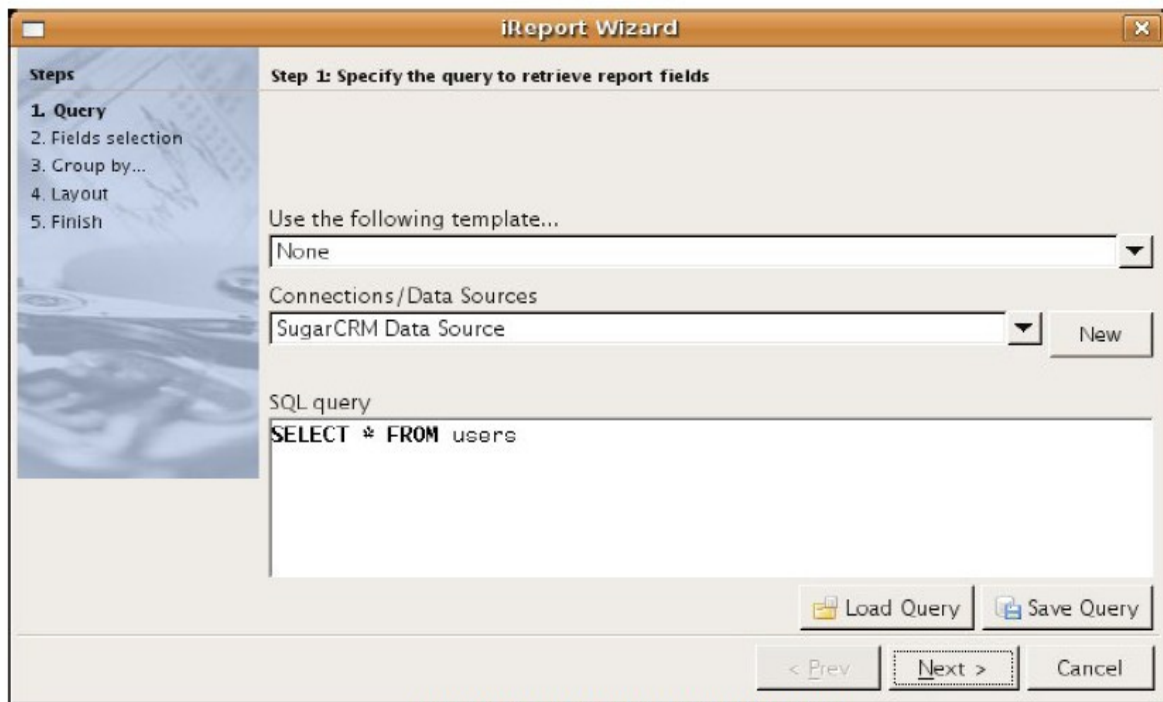 iReport Wizard
Steps
1. Query
2. Fields selection
3. Group by...
4. Layout
5. Finish
Step 1: Specify the query to retrieve report fields
Use the following template...
None
Connections/Data Sources
SugarCRM Data Source
New
SQL query
SELECT * FROM users
Load Query
Save Query
< Prev
Next >
Cancel